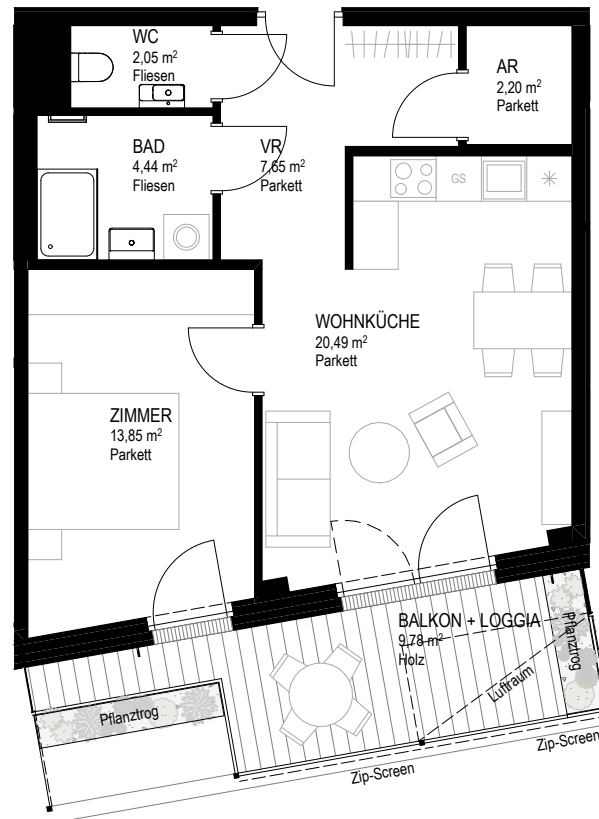 WC
2,05 m²
Fliesen
AR
2,20 m²
Parkett
BAD
4,44 m²
Fliesen
VR
7,65 m²
Parkett
GS
WOHNKÜCHE
20,49 m²
Parkett
ZIMMER
13,85 m²
Parkett
BALKON + LOGGIA
9,78 m²
Holz
Pflanztrog
Luftraum
Pflanztrog
Zip-Screen
Zip-Screen